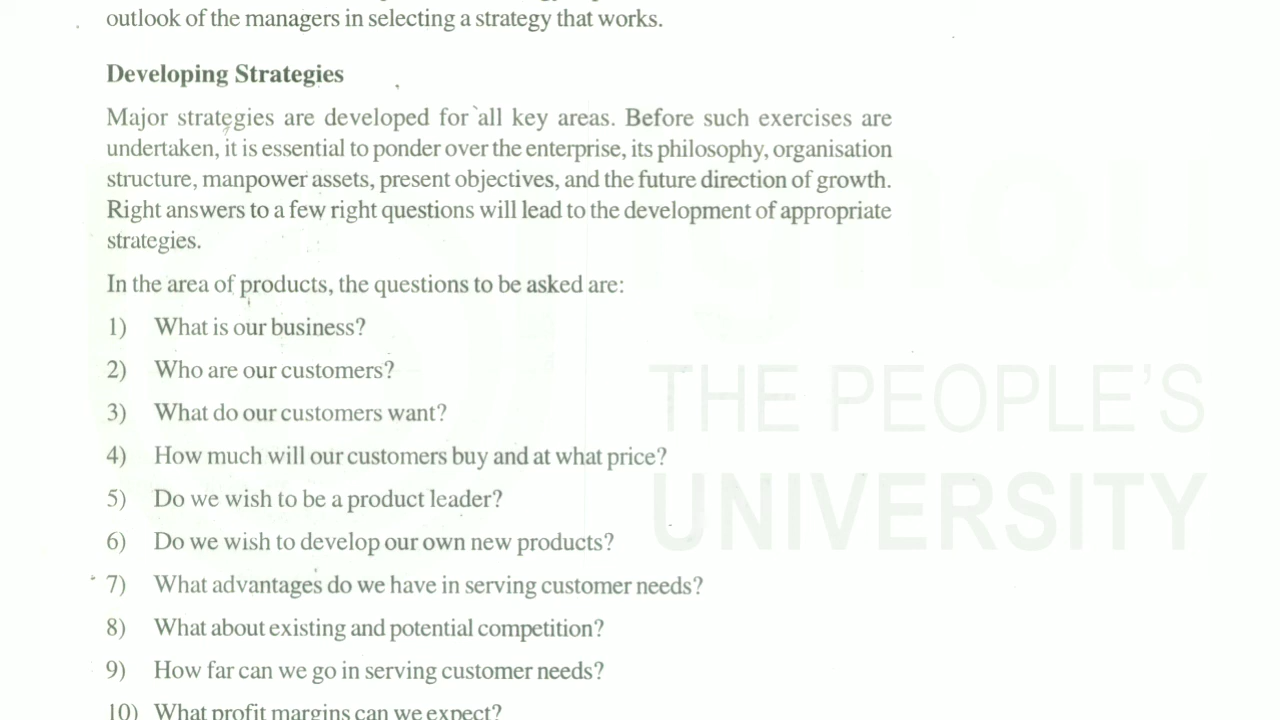 outlook of the managers in selecting a strategy that works.
Developing Strategies
Major strategies are developed for all key areas. Before such exercises are
undertaken, it is essential to ponder over the enterprise, its philosophy, organisation
structure, manpower assets, present objectives, and the future direction of growth.
Right answers to a few right questions will lead to the development of appropriate
strategies.
In the area of products, the questions to be asked are:
1) What is our business?
2) Who are our customers?
3) What do our customers want?
4) How much will our customers buy and at what price?
5) Do we wish to be a product leader?
6) Do we wish to develop our own new products?
7) What advantages do we have in serving customer needs?
8) What about existing and potential competition?
9) How far can we go in serving customer needs?
10) What profit margins can we expect?
ignou
THE PEOPLE'S
UNIVERSITY